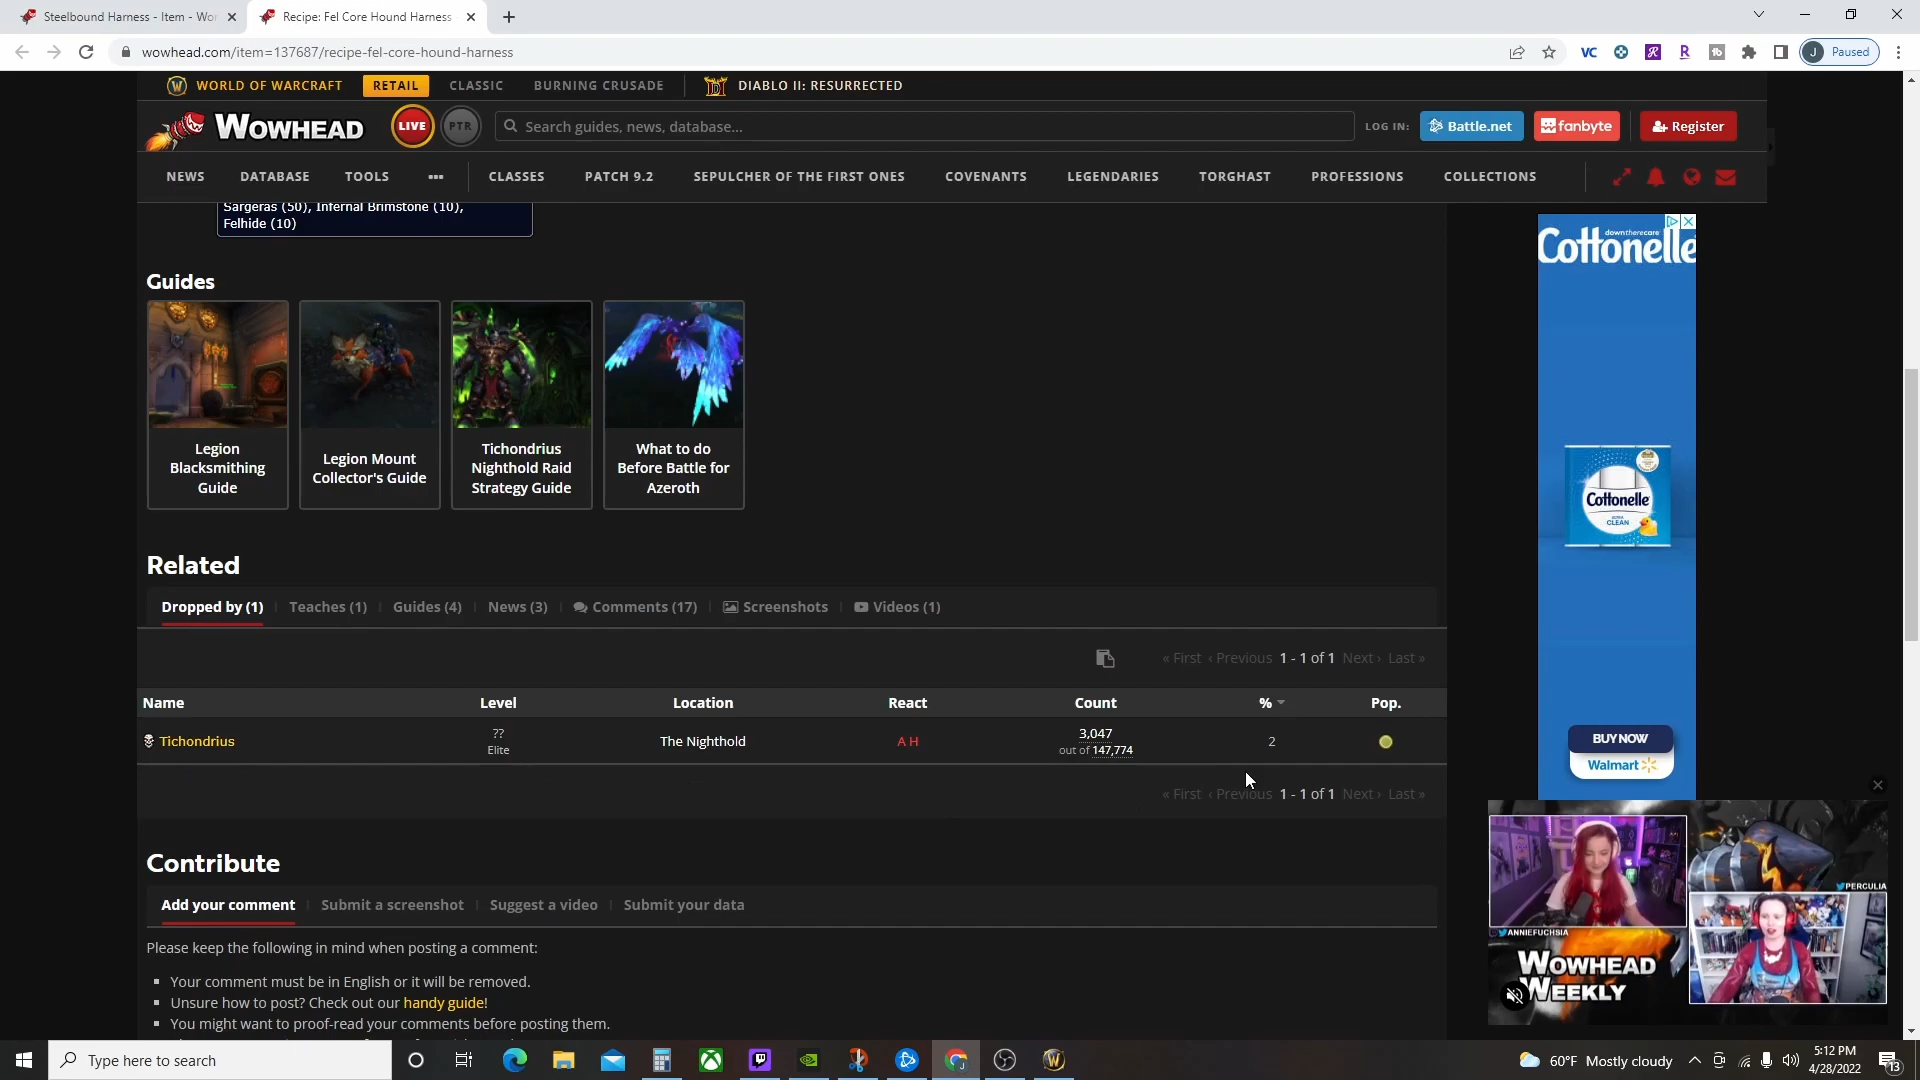 Steelbound Harness - Item - Wor
Recipe: Fel Core Hound Harness
wowhead.com/item=137687/recipe-fel-core-hound-harness
VC
R
R
tb
J Paused
WORLD OF WARCRAFT RETAIL CLASSIC BURNING CRUSADE DIABLO II: RESURRECTED
WOWHEAD LIVE PTR Search guides, news, database... LOG IN: Battle.net fanbyte Register
NEWS DATABASE TOOLS ••• CLASSES PATCH 9.2 SEPULCHER OF THE FIRST ONES COVENANTS LEGENDARIES TORGHAST PROFESSIONS COLLECTIONS
Sargeras (50), Infernal Brimstone (10),
Felhide (10)
Guides
Legion
Blacksmithing
Guide
Legion Mount
Collector's Guide
Tichondrius
Nighthold Raid
Strategy Guide
What to do
Before Battle for
Azeroth
Related
Dropped by (1) Teaches (1) Guides (4) News (3) Comments (17) Screenshots Videos (1)
« First ‹ Previous 1 - 1 of 1 Next › Last »
Name Level Location React Count % Pop.
Tichondrius ?? The Nighthold A H 3,047 2
Elite out of 147,774
« First ‹ Previous 1 - 1 of 1 Next › Last »
Contribute
Add your comment Submit a screenshot Suggest a video Submit your data
Please keep the following in mind when posting a comment:
Your comment must be in English or it will be removed.
Unsure how to post? Check out our handy guide!
You might want to proof-read your comments before posting them.
downtherecare
Cottonelle
Cottonelle
ULTRA
CLEAN
BUY NOW
Walmart
PERCULIA
ANNIEFUCHSIA
WOWHEAD
WEEKLY
Type here to search
60°F Mostly cloudy
5:12 PM
4/28/2022
13